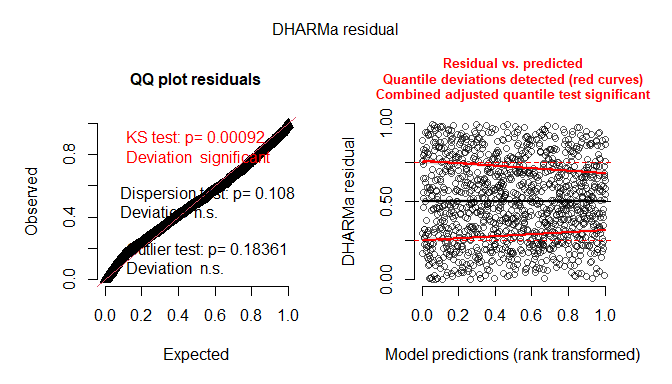 DHARMa residual
QQ plot residuals
KS test: p= 0.00092
Deviation significant
Dispersion test: p= 0.108
Deviation n.s.
Outlier test: p= 0.18361
Deviation n.s.
Observed
0.0
0.4
0.8
0.0 0.2 0.4 0.6 0.8 1.0
Expected
Residual vs. predicted
Quantile deviations detected (red curves)
Combined adjusted quantile test significant
DHARMa residual
0.00
0.50
1.00
0.0 0.2 0.4 0.6 0.8 1.0
Model predictions (rank transformed)